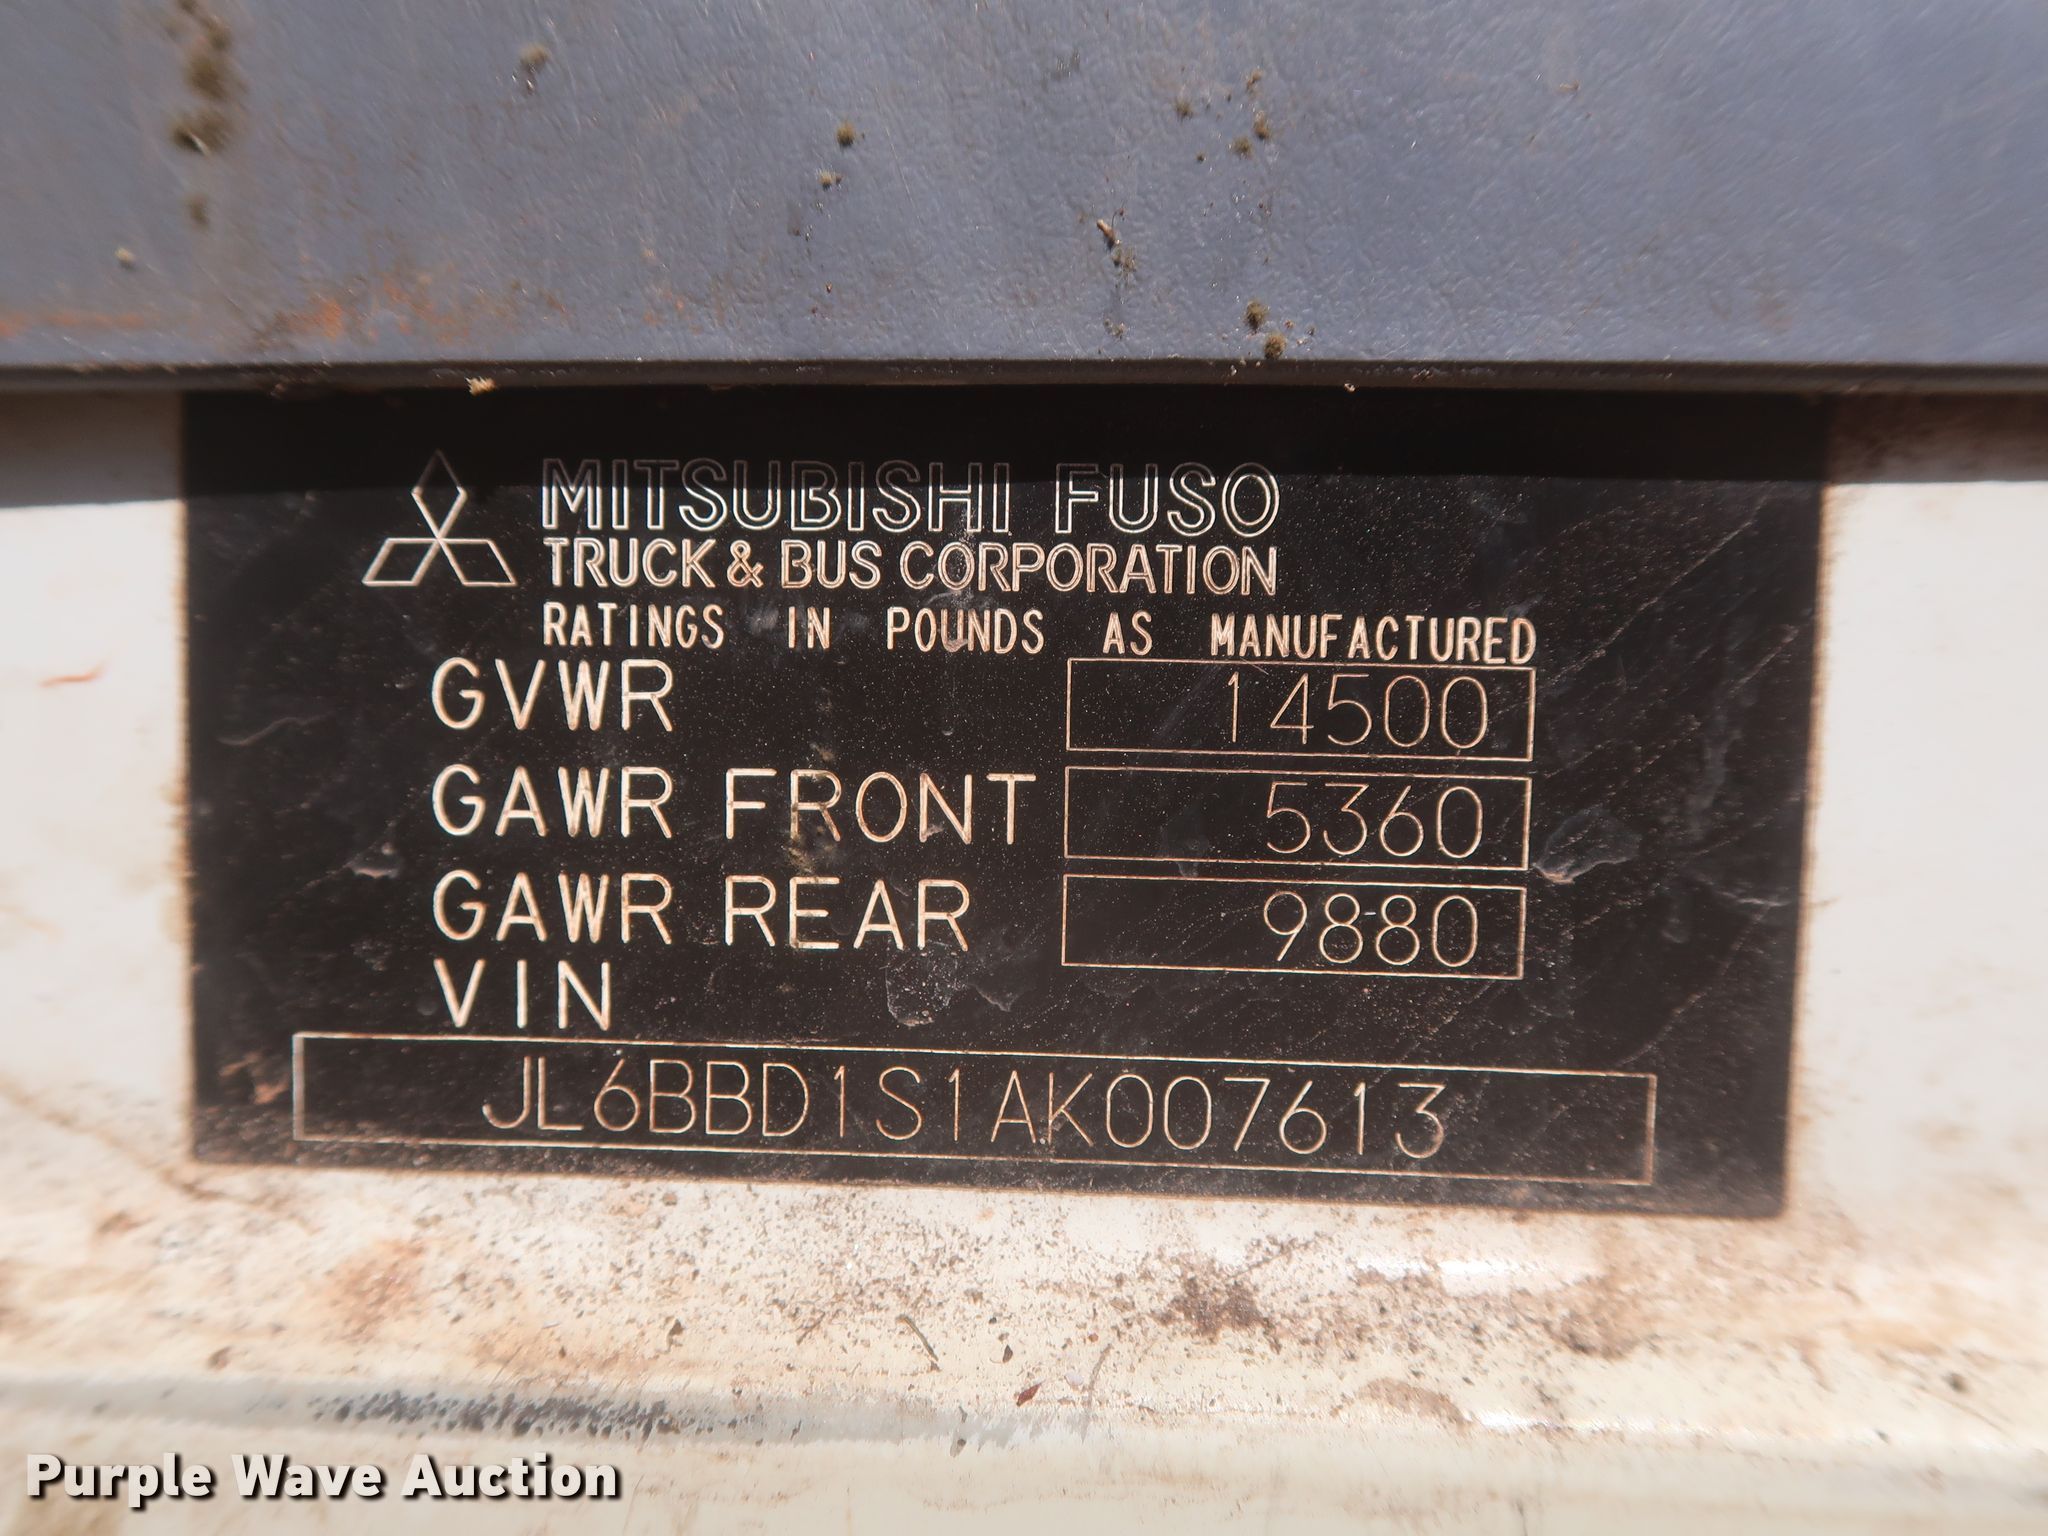 MITSUBISHI FUSO
TRUCK & BUS CORPORATION
RATINGS IN POUNDS AS MANUFACTURED
GVWR 14500
GAWR FRONT 5360
GAWR REAR 9880
VIN
JL6BBD1S1AK007613
Purple Wave Auction